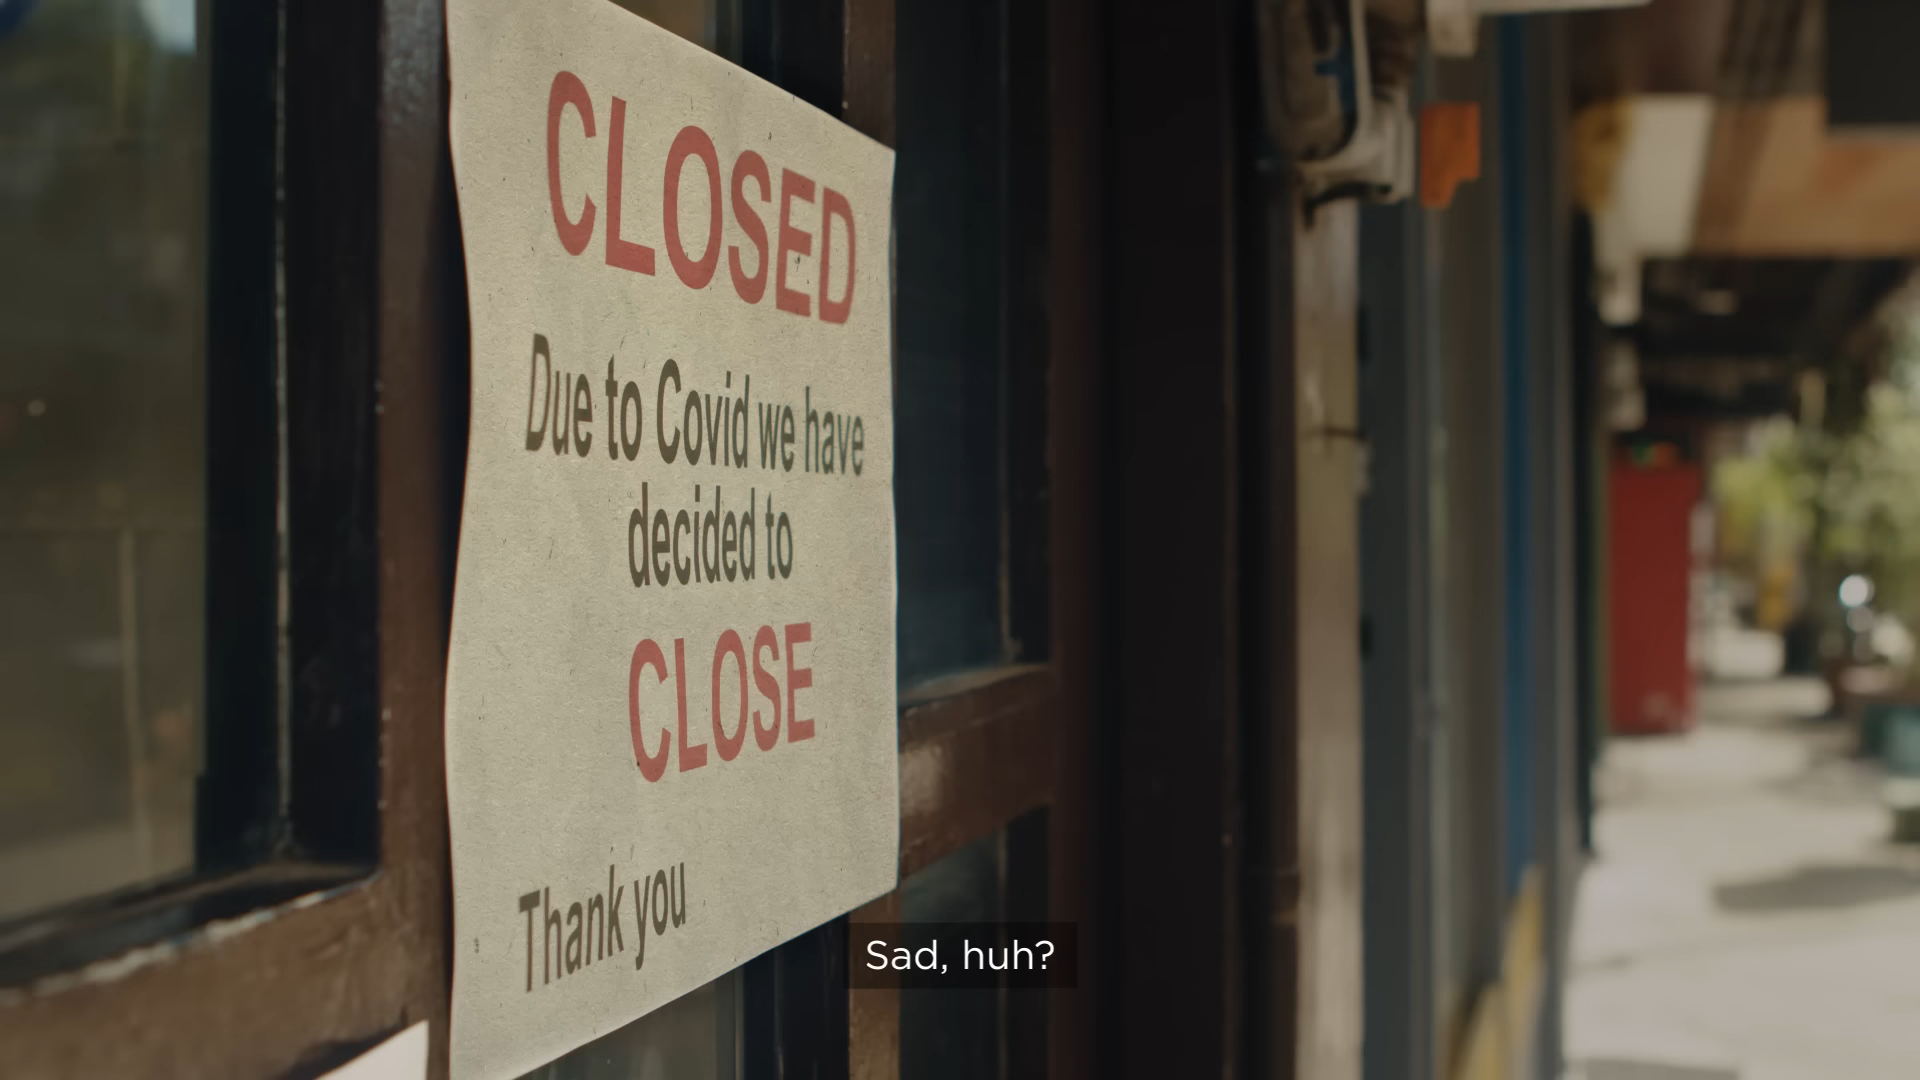 CLOSED
Due to Covid we have
decided to
CLOSE
Thank you
Sad, huh?